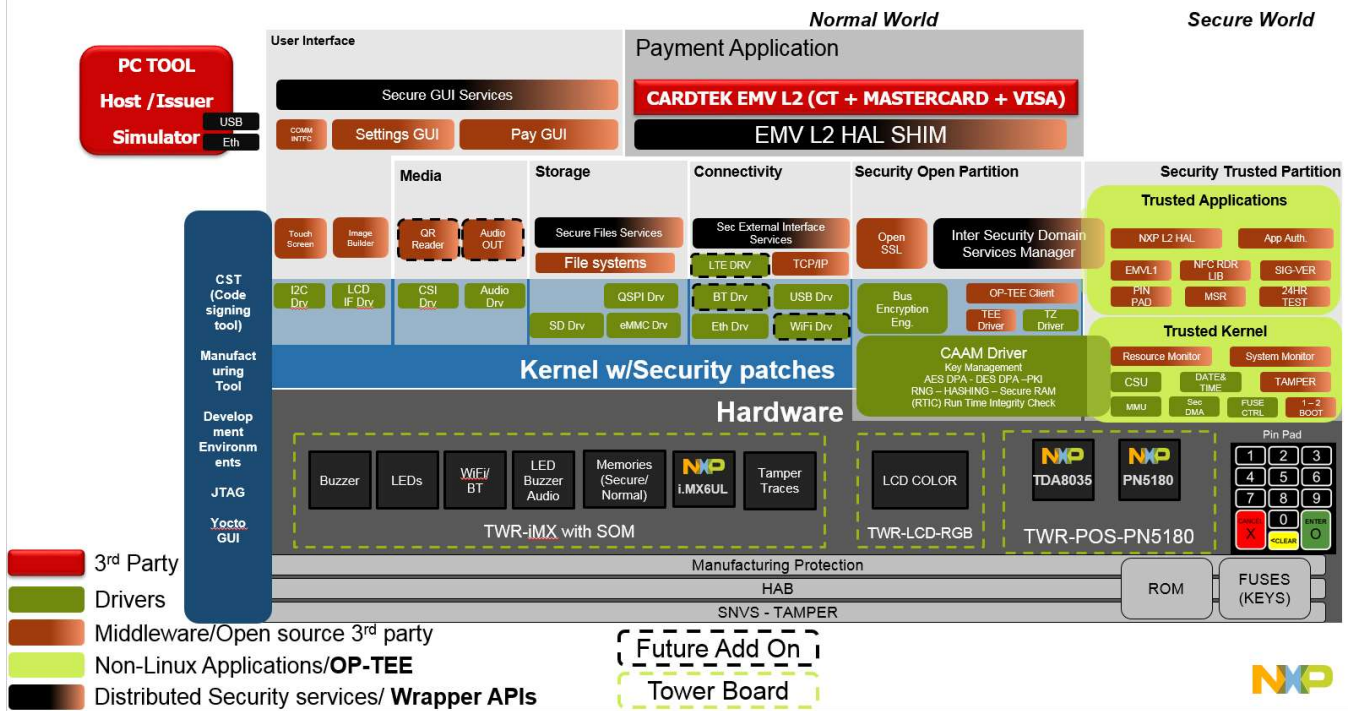 Normal World
Secure World
PC TOOL
Host /Issuer
Simulator
USB
Eth
User Interface
Secure GUI Services
COMM
INTFC
Settings GUI
Pay GUI
Payment Application
CARDTEK EMV L2 (CT + MASTERCARD + VISA)
EMV L2 HAL SHIM
Media
Storage
Connectivity
Security Open Partition
Security Trusted Partition
Touch
Screen
Image
Builder
QR
Reader
Audio
OUT
Secure Files Services
File systems
Sec External Interface
Services
LTE DRV
TCP/IP
Open
SSL
Inter Security Domain
Services Manager
Trusted Applications
NXP L2 HAL
App Auth.
EMVL1
NFC RDR
LIB
SIG-VER
PIN
PAD
MSR
24HR
TEST
I2C
Drv
LCD
IF Drv
CSI
Drv
Audio
Drv
QSPI Drv
SD Drv
eMMC Drv
BT Drv
USB Drv
Eth Drv
WiFi Drv
Bus
Encryption
Eng.
OP-TEE Client
TEE
Driver
TZ
Driver
Kernel w/Security patches
CAAM Driver
Key Management
AES DPA - DES DPA –PKI
RNG – HASHING – Secure RAM
(RTIC) Run Time Integrity Check
Trusted Kernel
Resource Monitor
System Monitor
CSU
DATE&
TIME
TAMPER
MMU
Sec
DMA
FUSE
CTRL
1 – 2
BOOT
CST
(Code
signing
tool)
Manufact
uring
Tool
Develop
ment
Environm
ents
JTAG
Yocto
GUI
Hardware
Buzzer
LEDs
WiFi/
BT
LED
Buzzer
Audio
Memories
(Secure/
Normal)
NXP
i.MX6UL
Tamper
Traces
TWR-iMX with SOM
LCD COLOR
TWR-LCD-RGB
NXP
TDA8035
NXP
PN5180
TWR-POS-PN5180
Pin Pad
1 2 3
4 5 6
7 8 9
CANCEL
X
0
<CLEAR
ENTER
O
Manufacturing Protection
HAB
SNVS - TAMPER
ROM
FUSES
(KEYS)
3rd Party
Drivers
Middleware/Open source 3rd party
Non-Linux Applications/OP-TEE
Distributed Security services/ Wrapper APIs
Future Add On
Tower Board
NXP